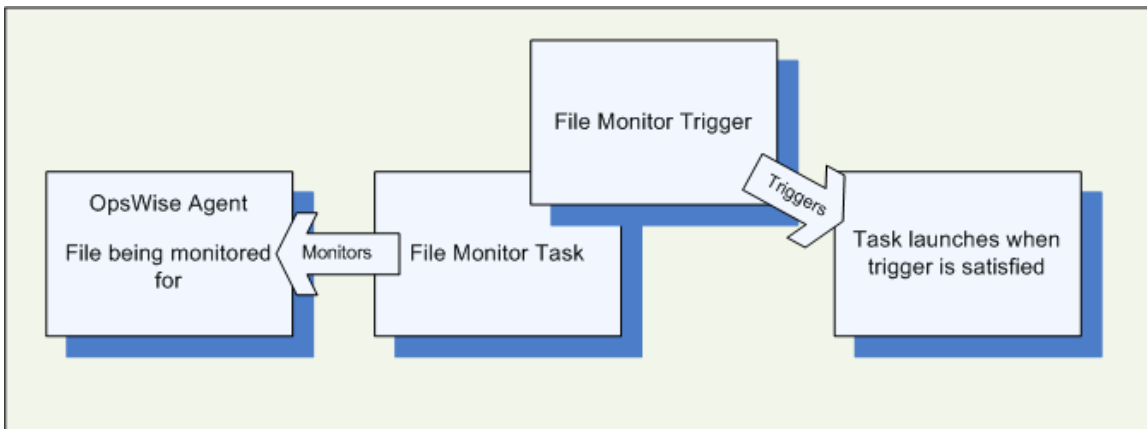 File Monitor Trigger
Triggers
OpsWise Agent
File being monitored
for
Monitors
File Monitor Task
Task launches when
trigger is satisfied